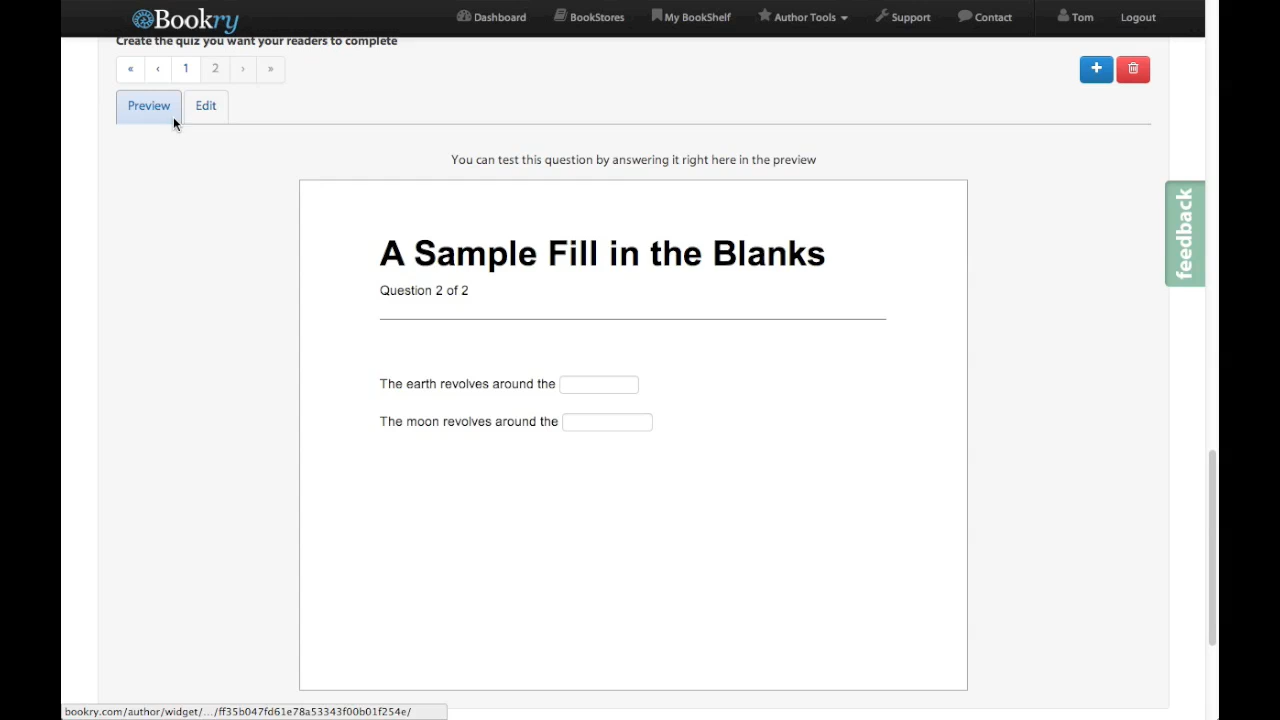 Bookry
Dashboard
BookStores
My BookShelf
Author Tools
Support
Contact
Tom
Logout
Create the quiz you want your readers to complete
« ‹ 1 2 › »
+
Preview
Edit
You can test this question by answering it right here in the preview
feedback
A Sample Fill in the Blanks
Question 2 of 2
The earth revolves around the
The moon revolves around the
bookry.com/author/widget/.../ff35b047fd61e78a53343f00b01f254e/